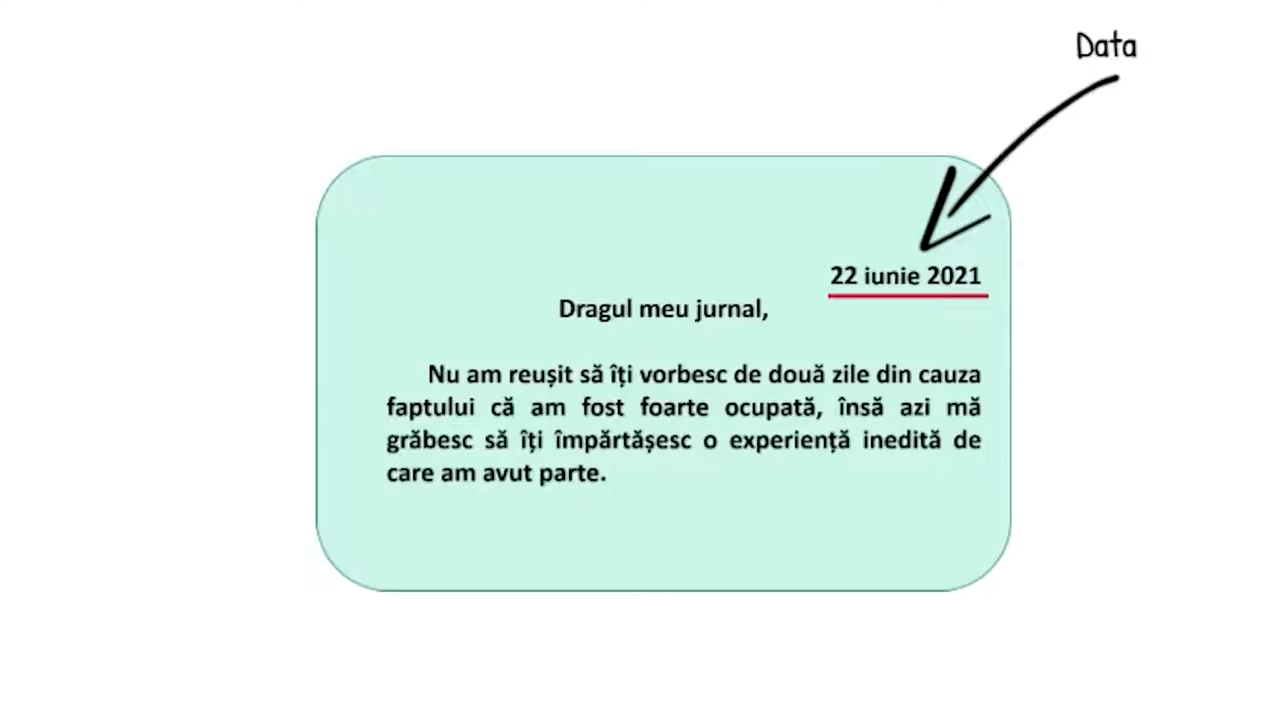 Data
22 iunie 2021
Dragul meu jurnal,
Nu am reușit să îți vorbesc de două zile din cauza
faptului că am fost foarte ocupată, însă azi mă
grăbesc să îți împărtășesc o experiență inedită de
care am avut parte.